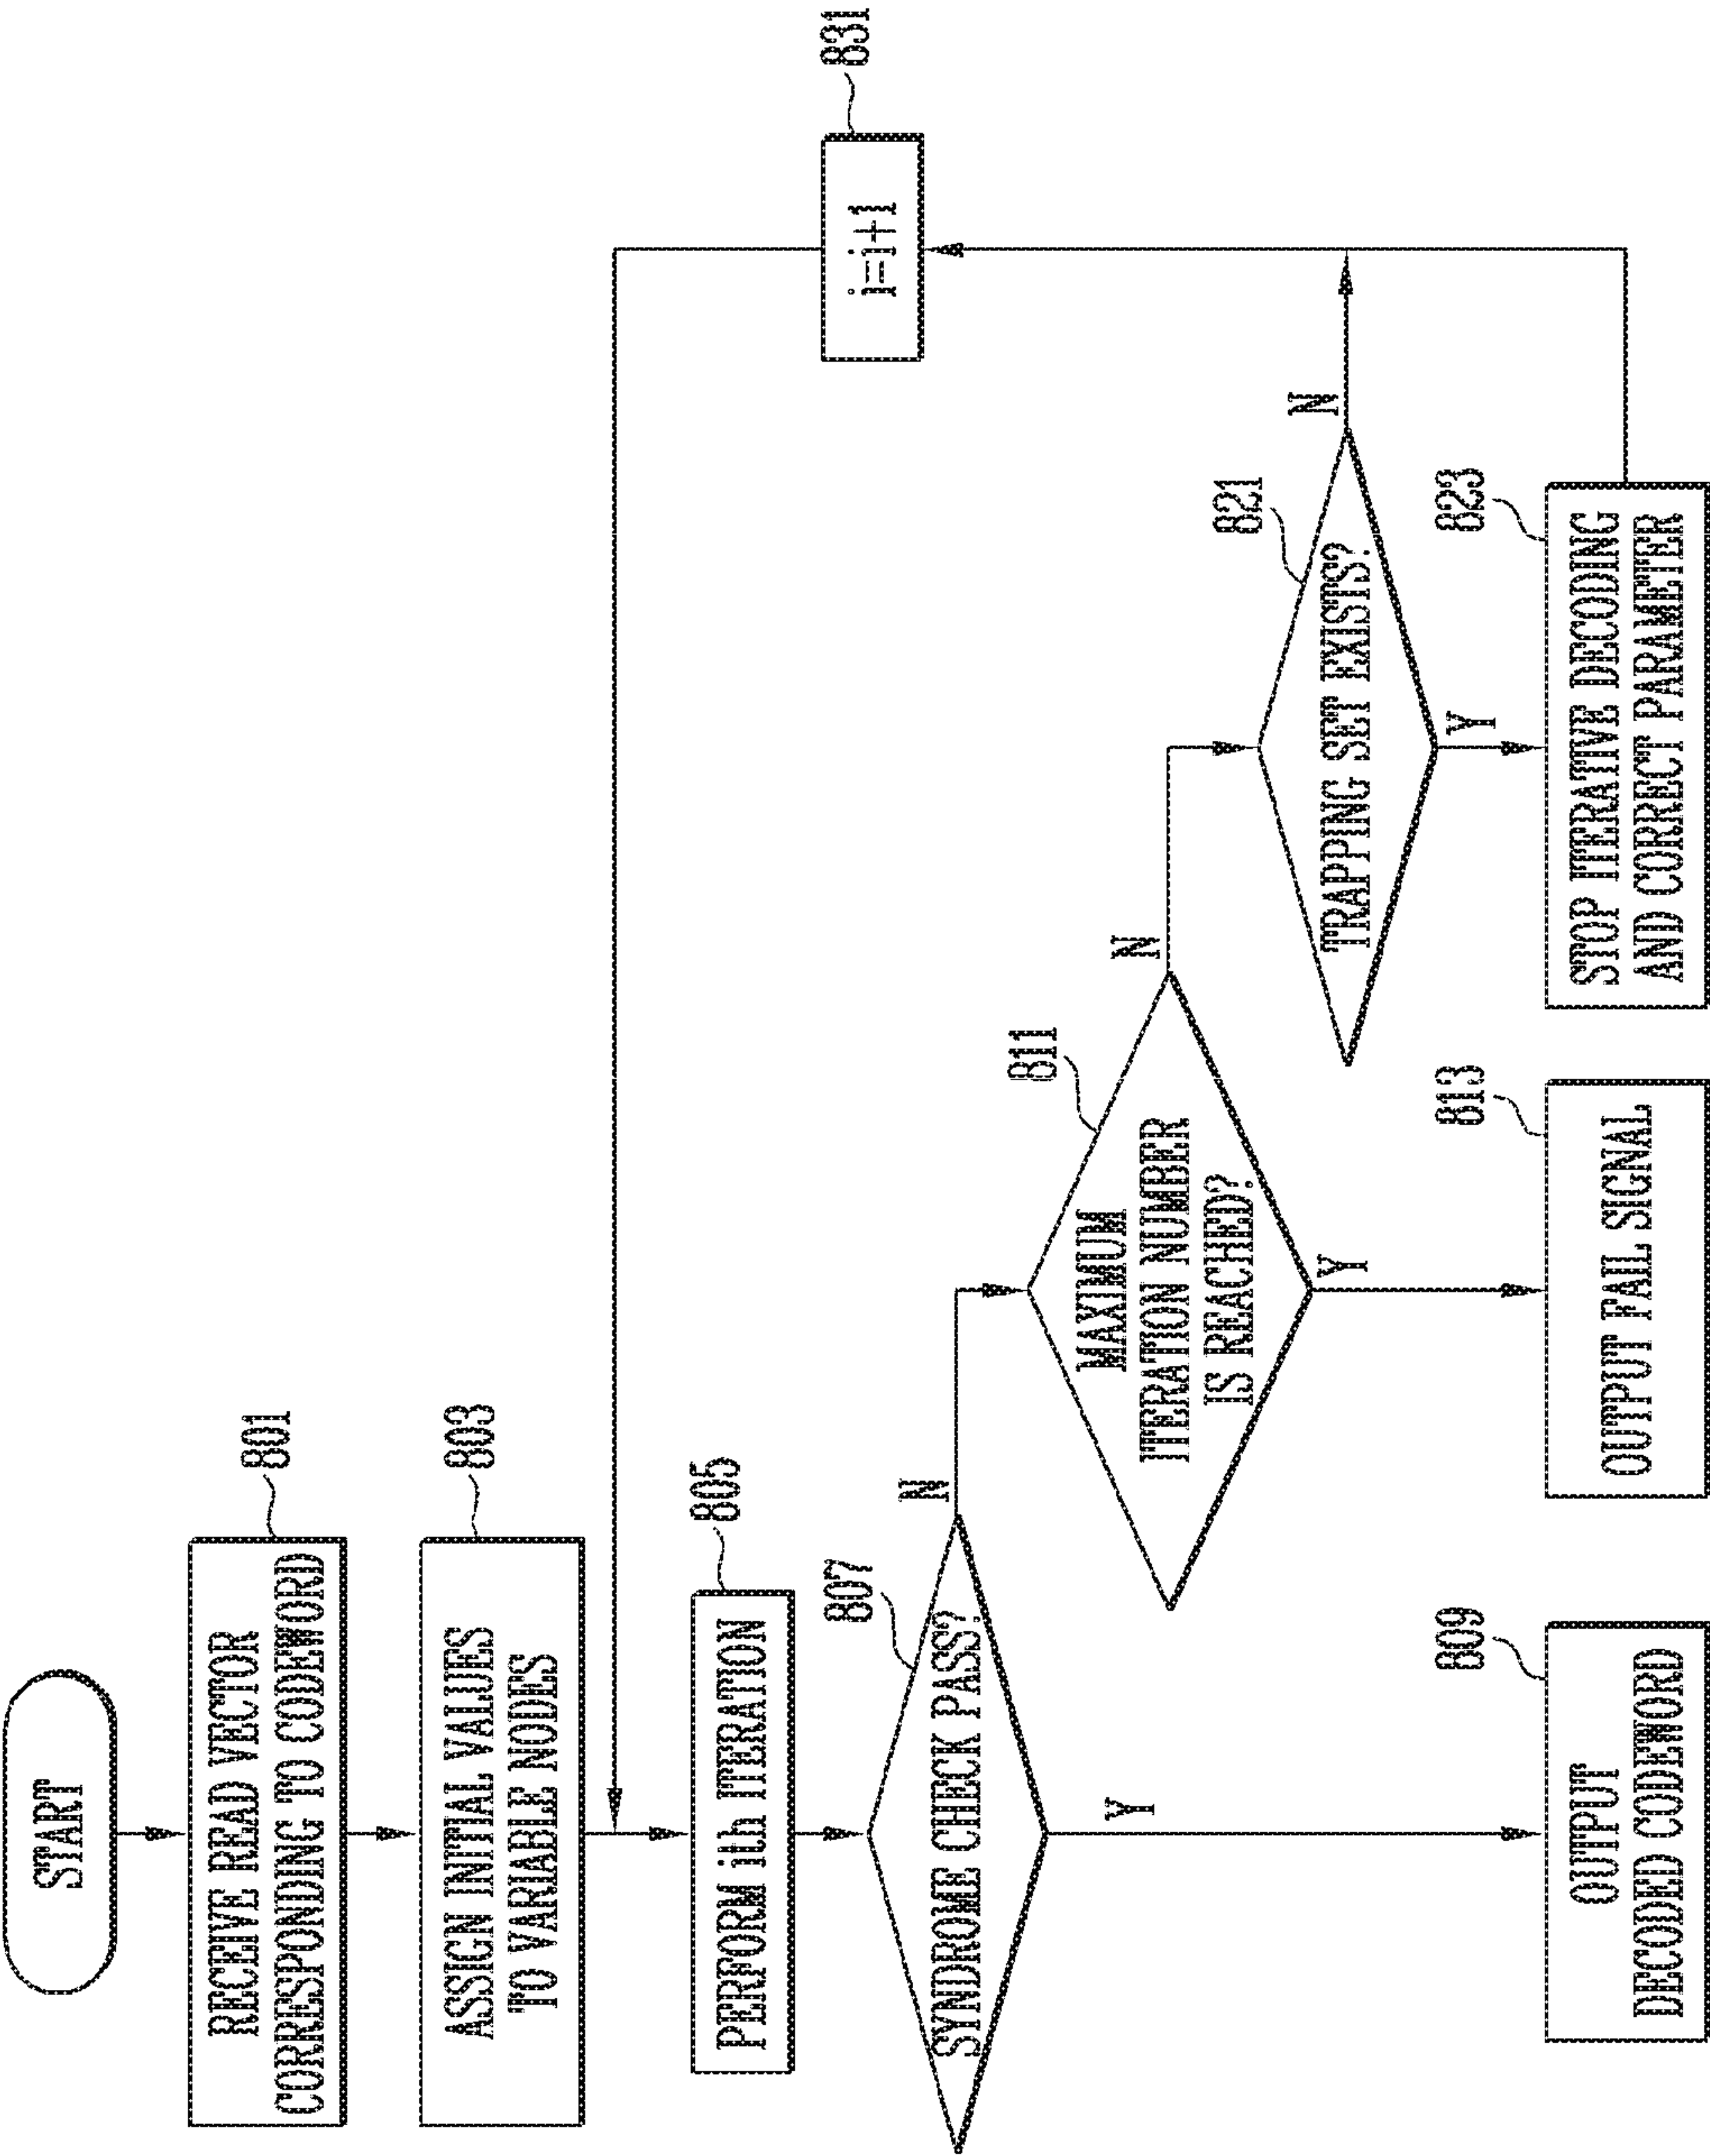 START
801
RECEIVE READ VECTOR
CORRESPONDING TO CODEWORD
803
ASSIGN INITIAL VALUES
TO VARIABLE NODES
805
PERFORM ith ITERATION
807
SYNDROME CHECK PASS?
N
Y
809
OUTPUT
DECODED CODEWORD
811
MAXIMUM
ITERATION NUMBER
IS REACHED?
N
Y
813
OUTPUT FAIL SIGNAL
821
TRAPPING SET EXISTS?
N
Y
823
STOP ITERATIVE DECODING
AND CORRECT PARAMETER
831
i=i+1